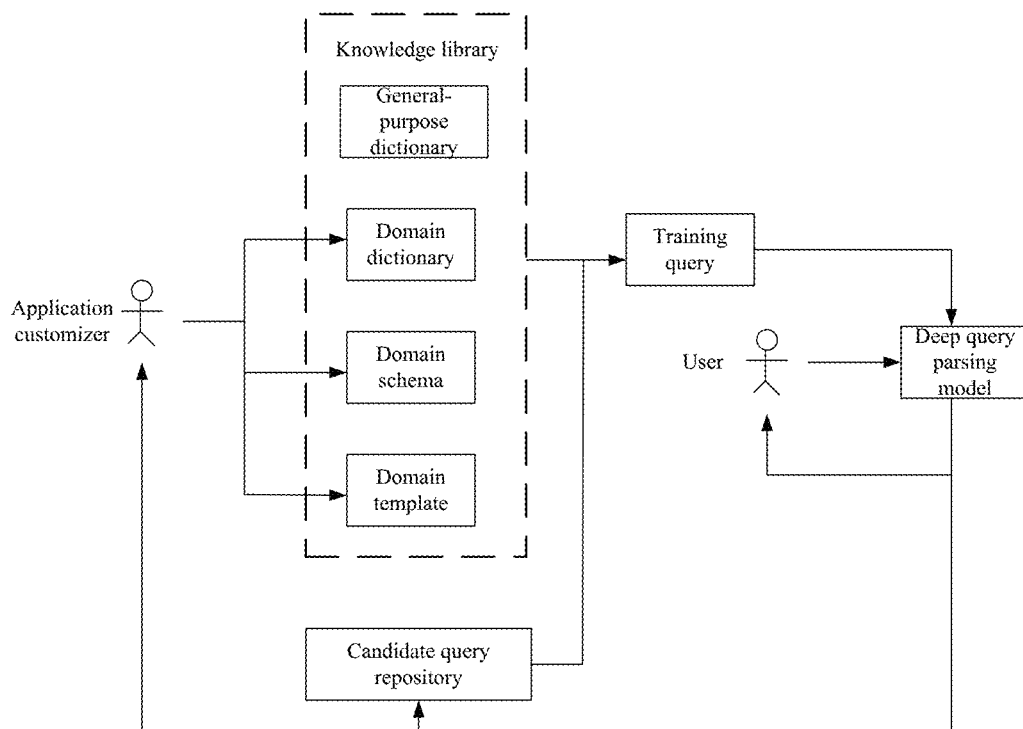 Knowledge library
General-
purpose
dictionary
Domain
dictionary
Training
query
Application
customizer
Domain
schema
User
Deep query
parsing
model
Domain
template
Candidate query
repository